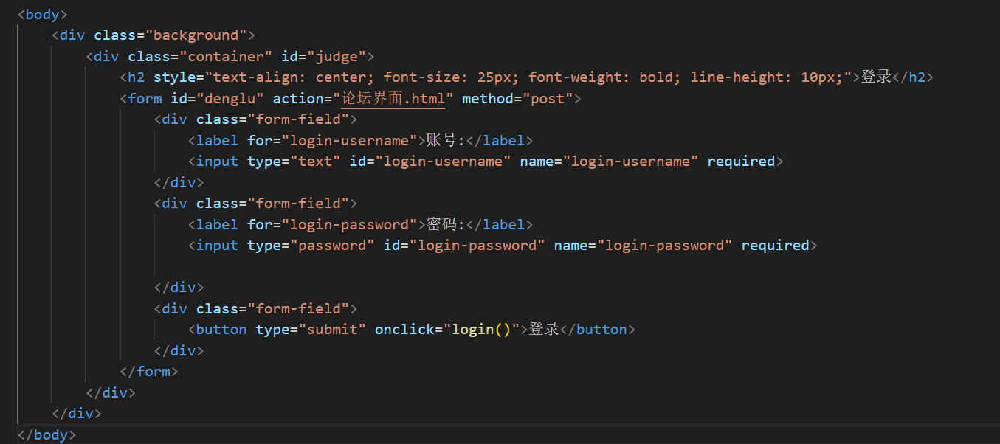 <body>
<div class="background">
<div class="container" id="judge">
<h2 style="text-align: center; font-size: 25px; font-weight: bold; line-height: 10px;">登录</h2>
<form id="denglu" action="论坛界面.html" method="post">
<div class="form-field">
<label for="login-username">账号:</label>
<input type="text" id="login-username" name="login-username" required>
</div>
<div class="form-field">
<label for="login-password">密码:</label>
<input type="password" id="login-password" name="login-password" required>
</div>
<div class="form-field">
<button type="submit" onclick="login()">登录</button>
</div>
</form>
</div>
</div>
</body>